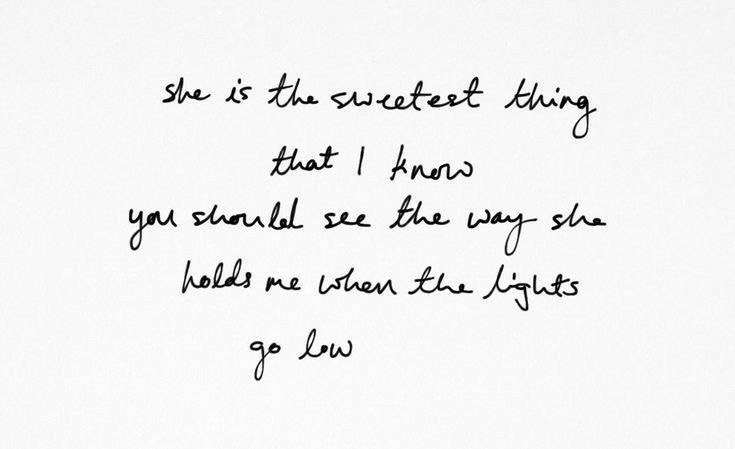 she is the sweetest thing
that I know
you should see the way she
holds me when the lights
go low